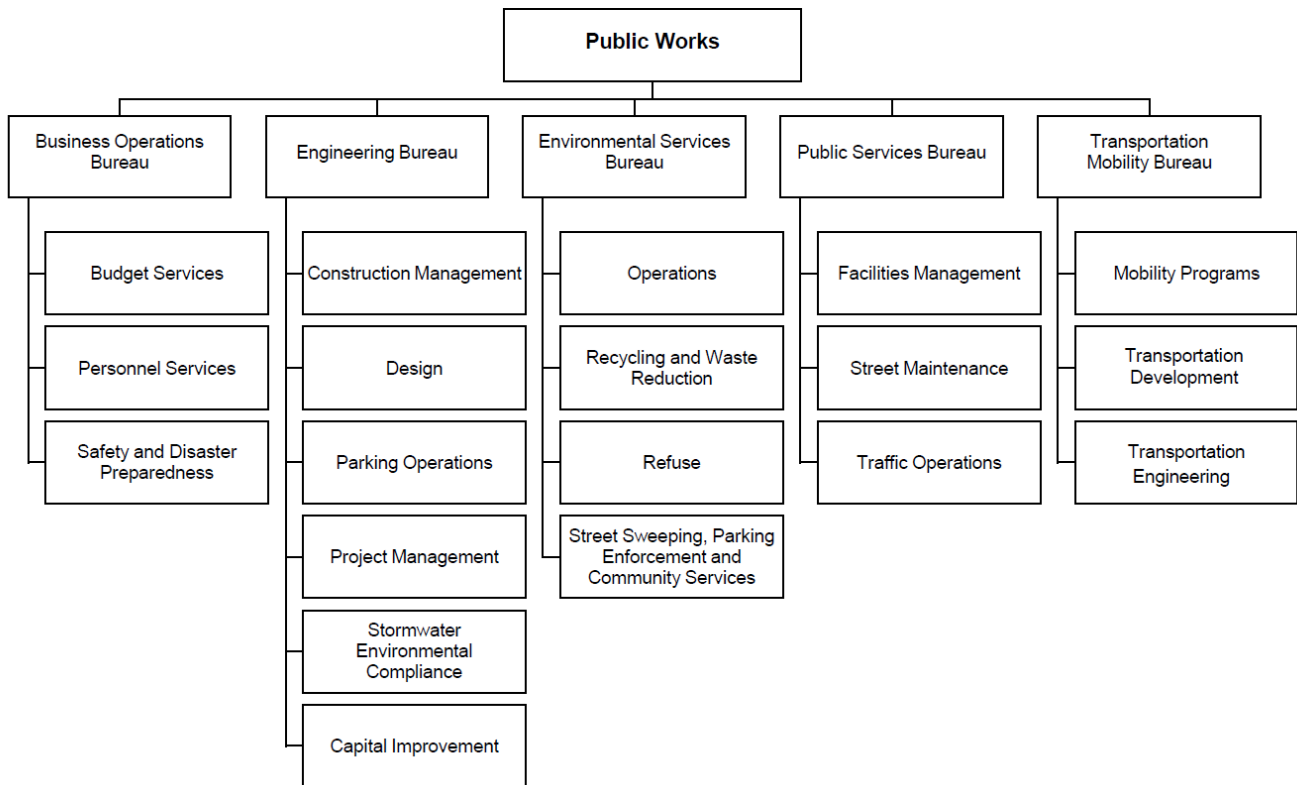 Public Works
Business Operations
Bureau
Engineering Bureau
Environmental Services
Bureau
Public Services Bureau
Transportation
Mobility Bureau
Budget Services
Personnel Services
Safety and Disaster
Preparedness
Construction Management
Design
Parking Operations
Project Management
Stormwater
Environmental
Compliance
Capital Improvement
Operations
Recycling and Waste
Reduction
Refuse
Street Sweeping, Parking
Enforcement and
Community Services
Facilities Management
Street Maintenance
Traffic Operations
Mobility Programs
Transportation
Development
Transportation
Engineering